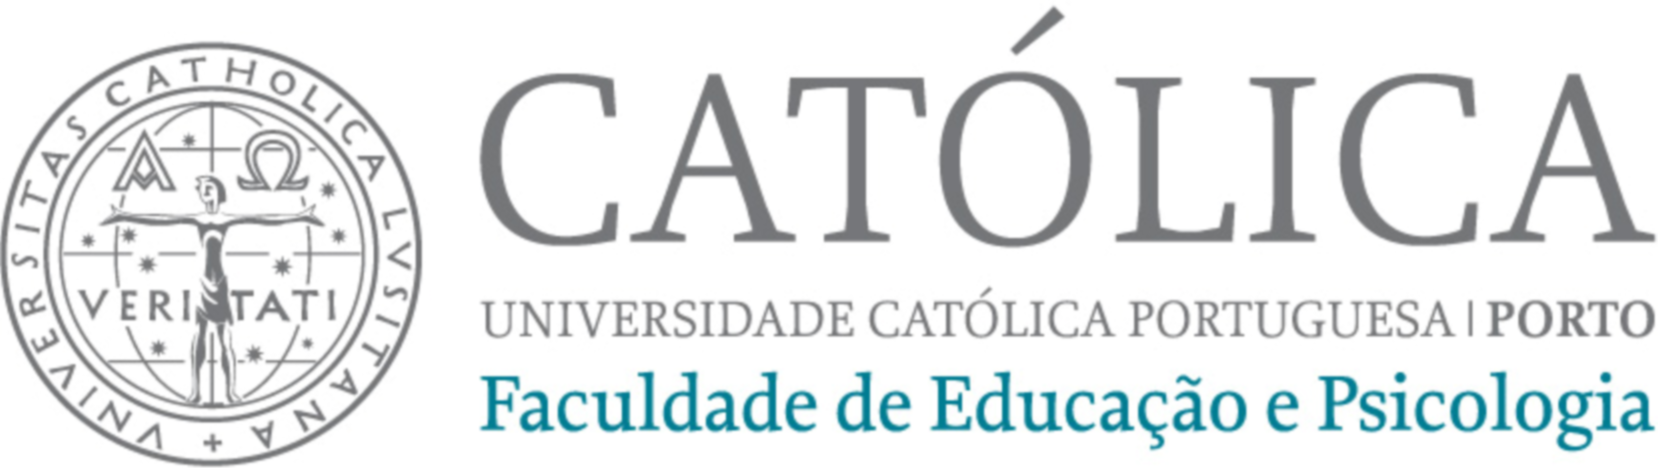 VNIVERSITAS CATHOLICA LVSITANA +
Α Ω
VERITATI
CATÓLICA
UNIVERSIDADE CATÓLICA PORTUGUESA | PORTO
Faculdade de Educação e Psicologia